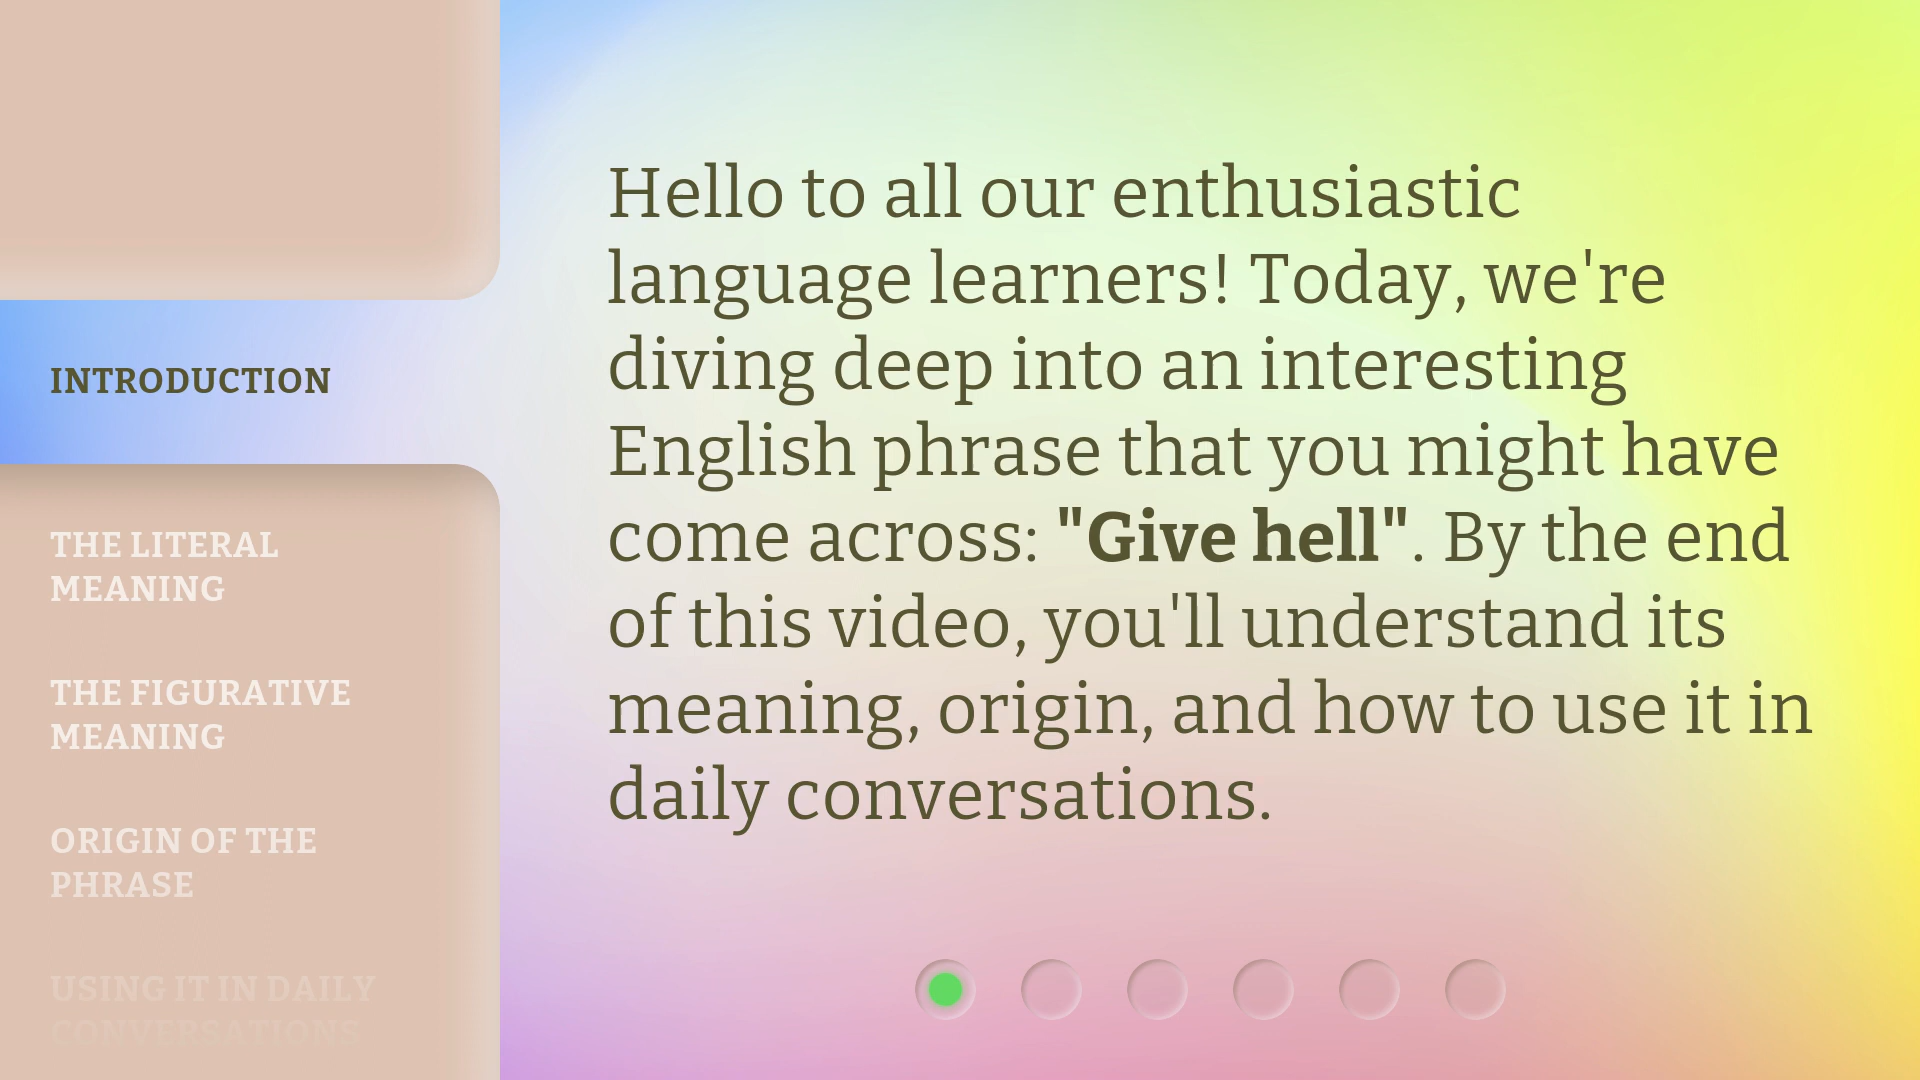 INTRODUCTION
THE LITERAL
MEANING
THE FIGURATIVE
MEANING
ORIGIN OF THE
PHRASE
USING IT IN DAILY
CONVERSATIONS
Hello to all our enthusiastic
language learners! Today, we're
diving deep into an interesting
English phrase that you might have
come across: "Give hell". By the end
of this video, you'll understand its
meaning, origin, and how to use it in
daily conversations.